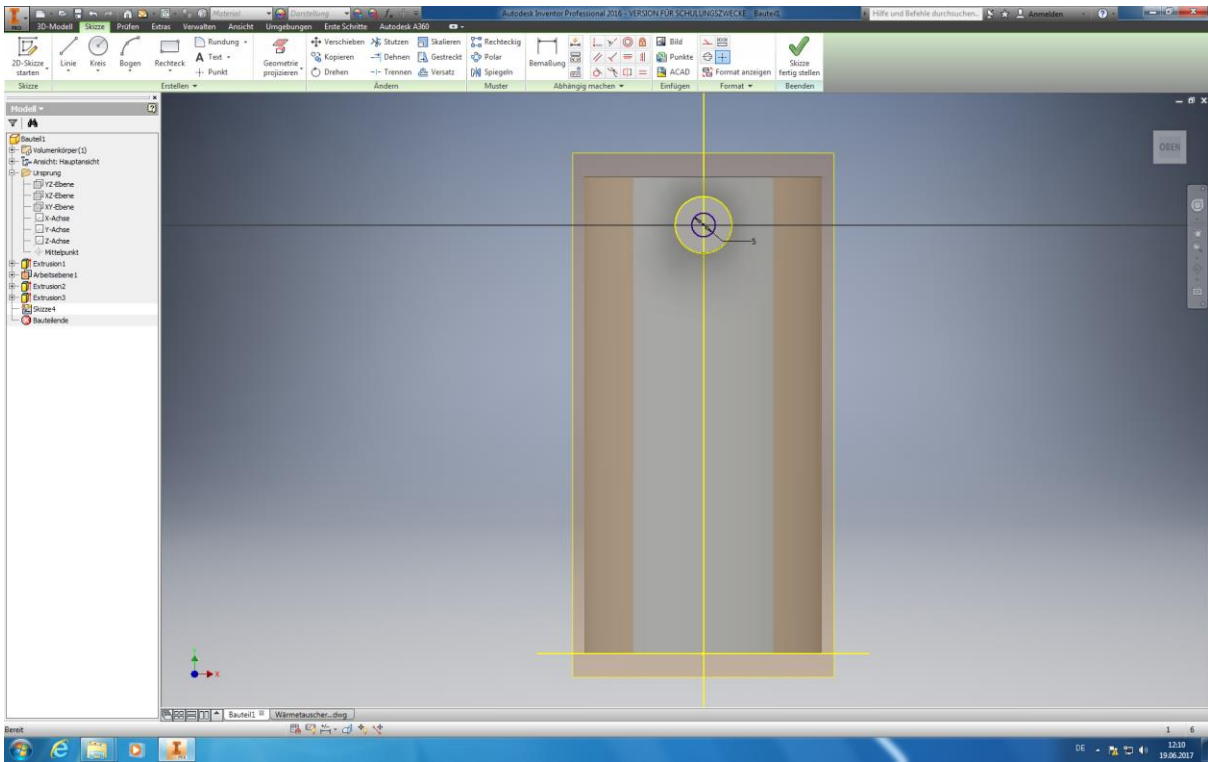 Material Darstellung Autodesk Inventor Professional 2016 - VERSION FÜR SCHULUNGSZWECKE Bauteil1 Hilfe und Befehle durchsuchen... Anmelden
PRO 3D-Modell Skizze Prüfen Extras Verwalten Ansicht Umgebungen Erste Schritte Autodesk A360
Rundung Verschieben Stutzen Skalieren Rechteckig Bild
2D-Skizze starten Linie Kreis Bogen Rechteck A Text Geometrie projizieren Kopieren Dehnen Gestreckt Polar Bemaßung Punkte Skizze fertig stellen
Punkt Drehen Trennen Versatz Spiegeln ACAD Format anzeigen
Skizze Erstellen Ändern Muster Abhängig machen Einfügen Format Beenden
Modell
Bauteil1
Volumenkörper(1)
Ansicht: Hauptansicht
Ursprung
YZ-Ebene
XZ-Ebene
XY-Ebene
X-Achse
Y-Achse
Z-Achse
Mittelpunkt
Extrusion1
Arbeitsebene1
Extrusion2
Extrusion3
Skizze4
Bauteilende
OBEN
5
Y
X
Bauteil1 Wärmetauscher...dwg
Bereit 1 6
DE 12:10
19.06.2017